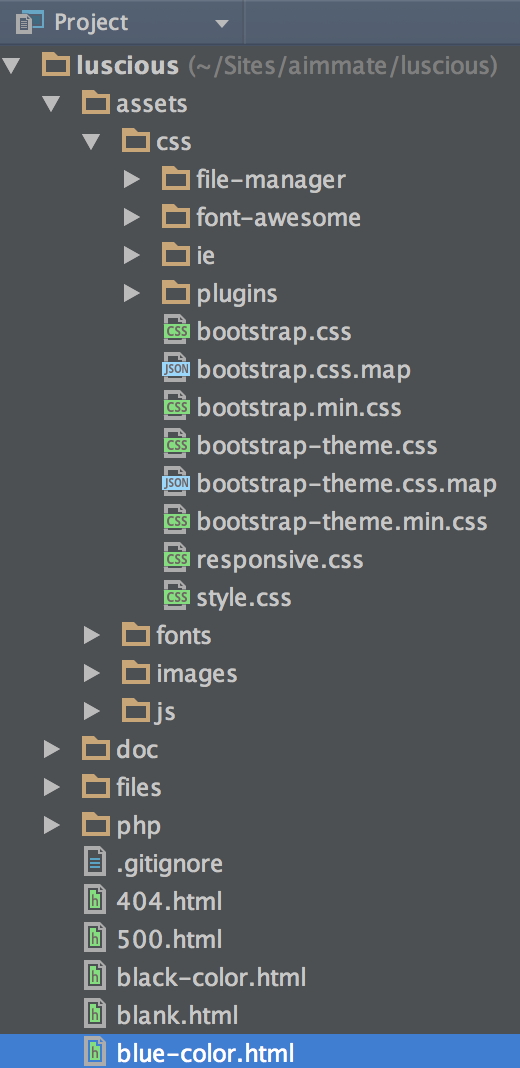 Project
luscious (~/Sites/aimmate/luscious)
assets
css
file-manager
font-awesome
ie
plugins
CSS bootstrap.css
JSON bootstrap.css.map
CSS bootstrap.min.css
CSS bootstrap-theme.css
JSON bootstrap-theme.css.map
CSS bootstrap-theme.min.css
CSS responsive.css
CSS style.css
fonts
images
js
doc
files
php
.gitignore
h 404.html
h 500.html
h black-color.html
h blank.html
h blue-color.html